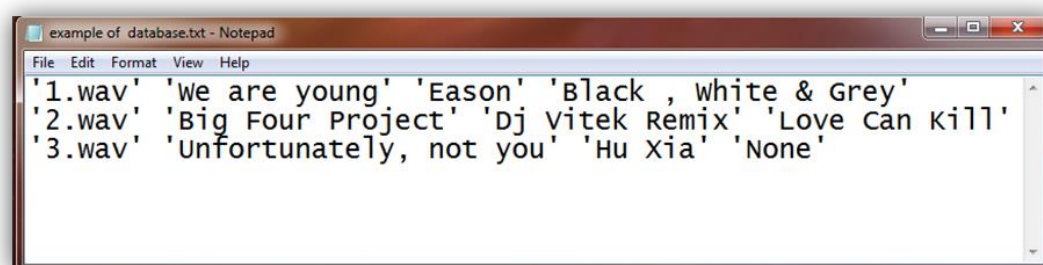 example of database.txt - Notepad
File Edit Format View Help
'1.wav' 'We are young' 'Eason' 'Black , White & Grey'
'2.wav' 'Big Four Project' 'Dj Vitek Remix' 'Love Can Kill'
'3.wav' 'Unfortunately, not you' 'Hu Xia' 'None'